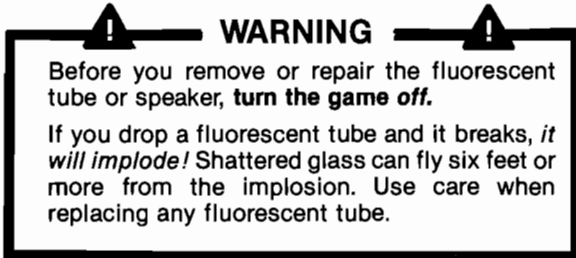 WARNING
Before you remove or repair the fluorescent
tube or speaker, turn the game off.
If you drop a fluorescent tube and it breaks, it
will implode! Shattered glass can fly six feet or
more from the implosion. Use care when
replacing any fluorescent tube.